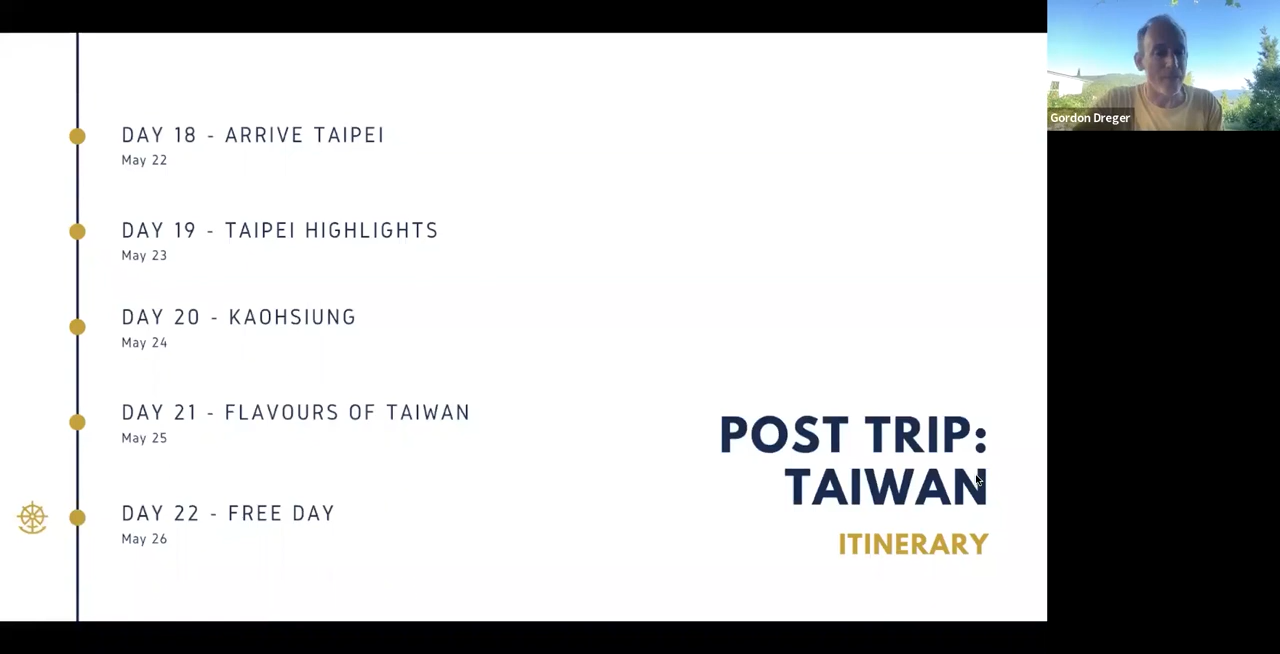 DAY 18 - ARRIVE TAIPEI
May 22
DAY 19 - TAIPEI HIGHLIGHTS
May 23
DAY 20 - KAOHSIUNG
May 24
DAY 21 - FLAVOURS OF TAIWAN
May 25
DAY 22 - FREE DAY
May 26
POST TRIP:
TAIWAN
ITINERARY
Gordon Dreger